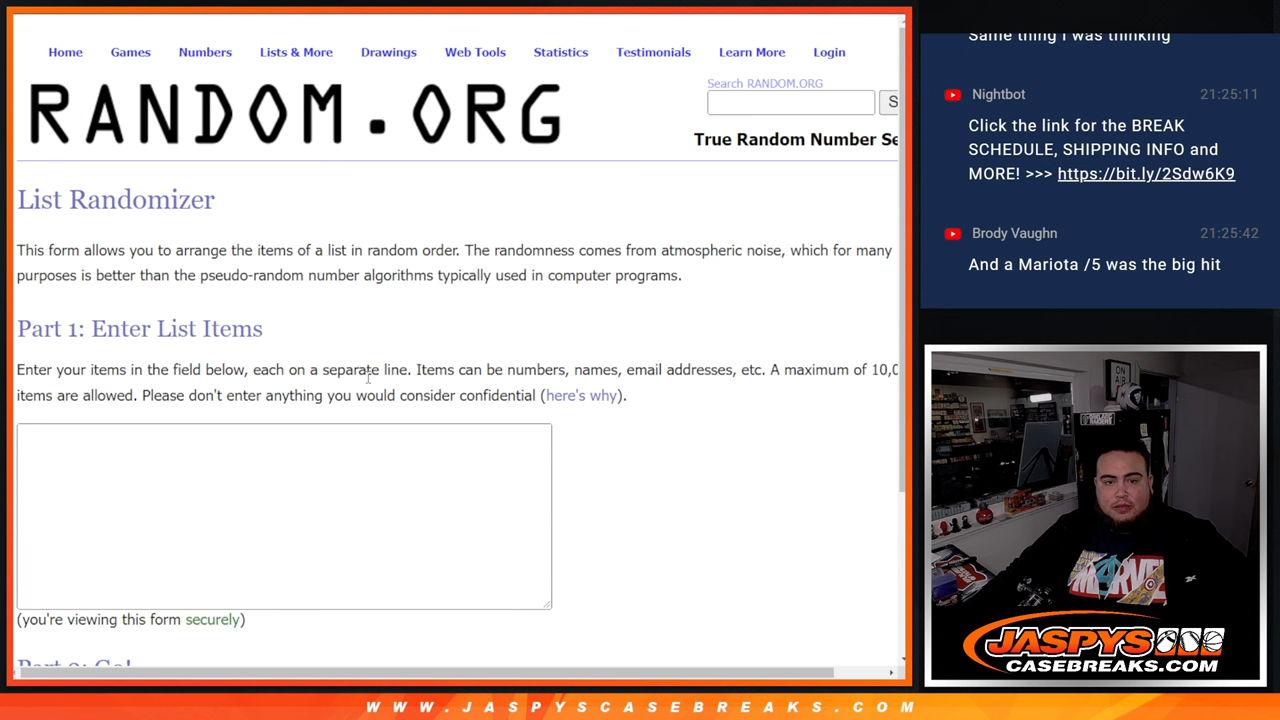 Home Games Numbers Lists & More Drawings Web Tools Statistics Testimonials Learn More Login
RANDOM.ORG
Search RANDOM.ORG
S
True Random Number Se
List Randomizer
This form allows you to arrange the items of a list in random order. The randomness comes from atmospheric noise, which for many
purposes is better than the pseudo-random number algorithms typically used in computer programs.
Part 1: Enter List Items
Enter your items in the field below, each on a separate line. Items can be numbers, names, email addresses, etc. A maximum of 10,0
items are allowed. Please don't enter anything you would consider confidential (here's why).
(you're viewing this form securely)
Part 2: Go!
Same thing I was thinking
Nightbot 21:25:11
Click the link for the BREAK
SCHEDULE, SHIPPING INFO and
MORE! >>> https://bit.ly/2Sdw6K9
Brody Vaughn 21:25:42
And a Mariota /5 was the big hit
ON
AIR
MARVEL
JASPYS
CASEBREAKS.COM
WWW.JASPYSCASEBREAKS.COM